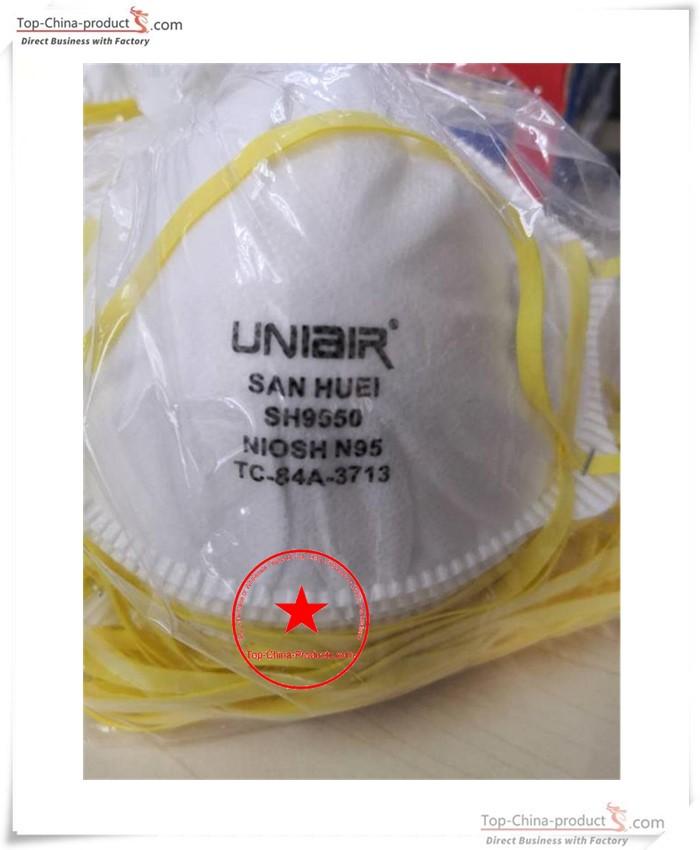 Top-China-product .com
Direct Business with Factory
UNIAIR®
SAN HUEI
SH9550
NIOSH N95
TC-84A-3713
Top-China-Products.com
Top-China-product .com
Direct Business with Factory